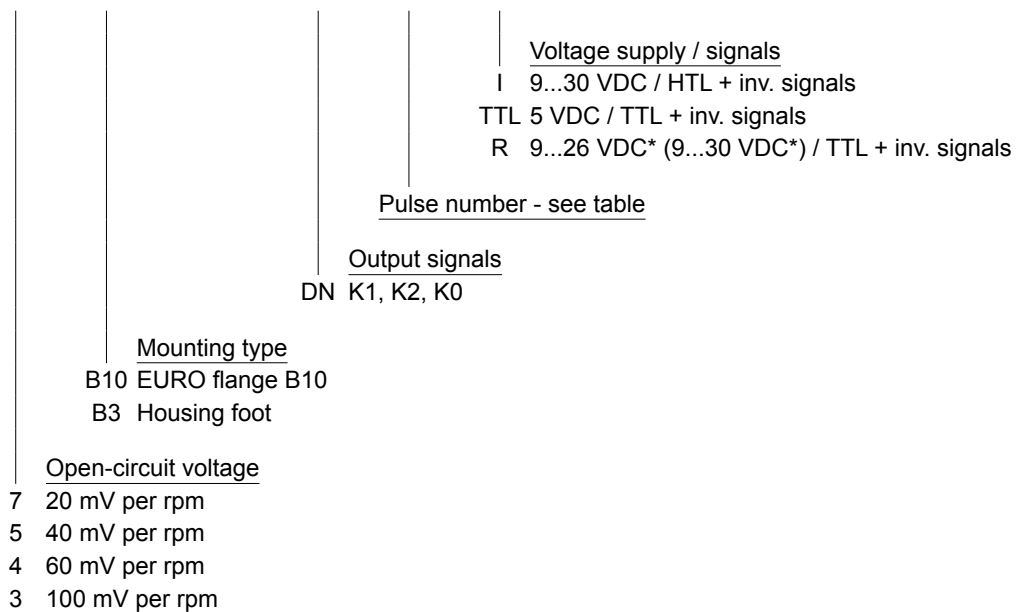 Voltage supply / signals
I 9...30 VDC / HTL + inv. signals
TTL 5 VDC / TTL + inv. signals
R 9...26 VDC* (9...30 VDC*) / TTL + inv. signals
Pulse number - see table
Output signals
DN K1, K2, K0
Mounting type
B10 EURO flange B10
B3 Housing foot
Open-circuit voltage
7 20 mV per rpm
5 40 mV per rpm
4 60 mV per rpm
3 100 mV per rpm